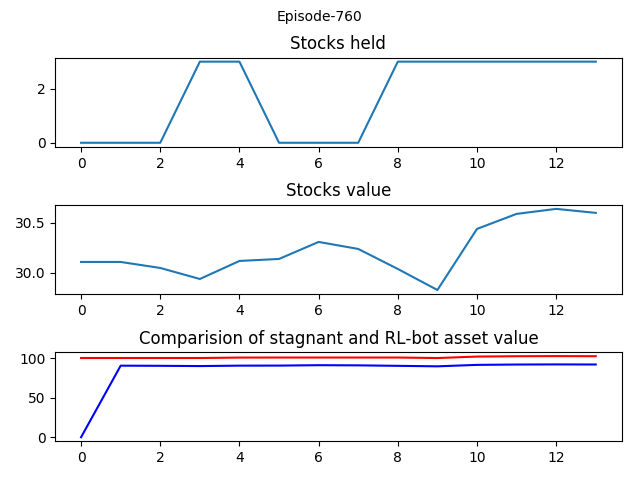 Episode-760
Stocks held
2
0
0 2 4 6 8 10 12
Stocks value
30.5
30.0
0 2 4 6 8 10 12
Comparision of stagnant and RL-bot asset value
100
50
0
0 2 4 6 8 10 12